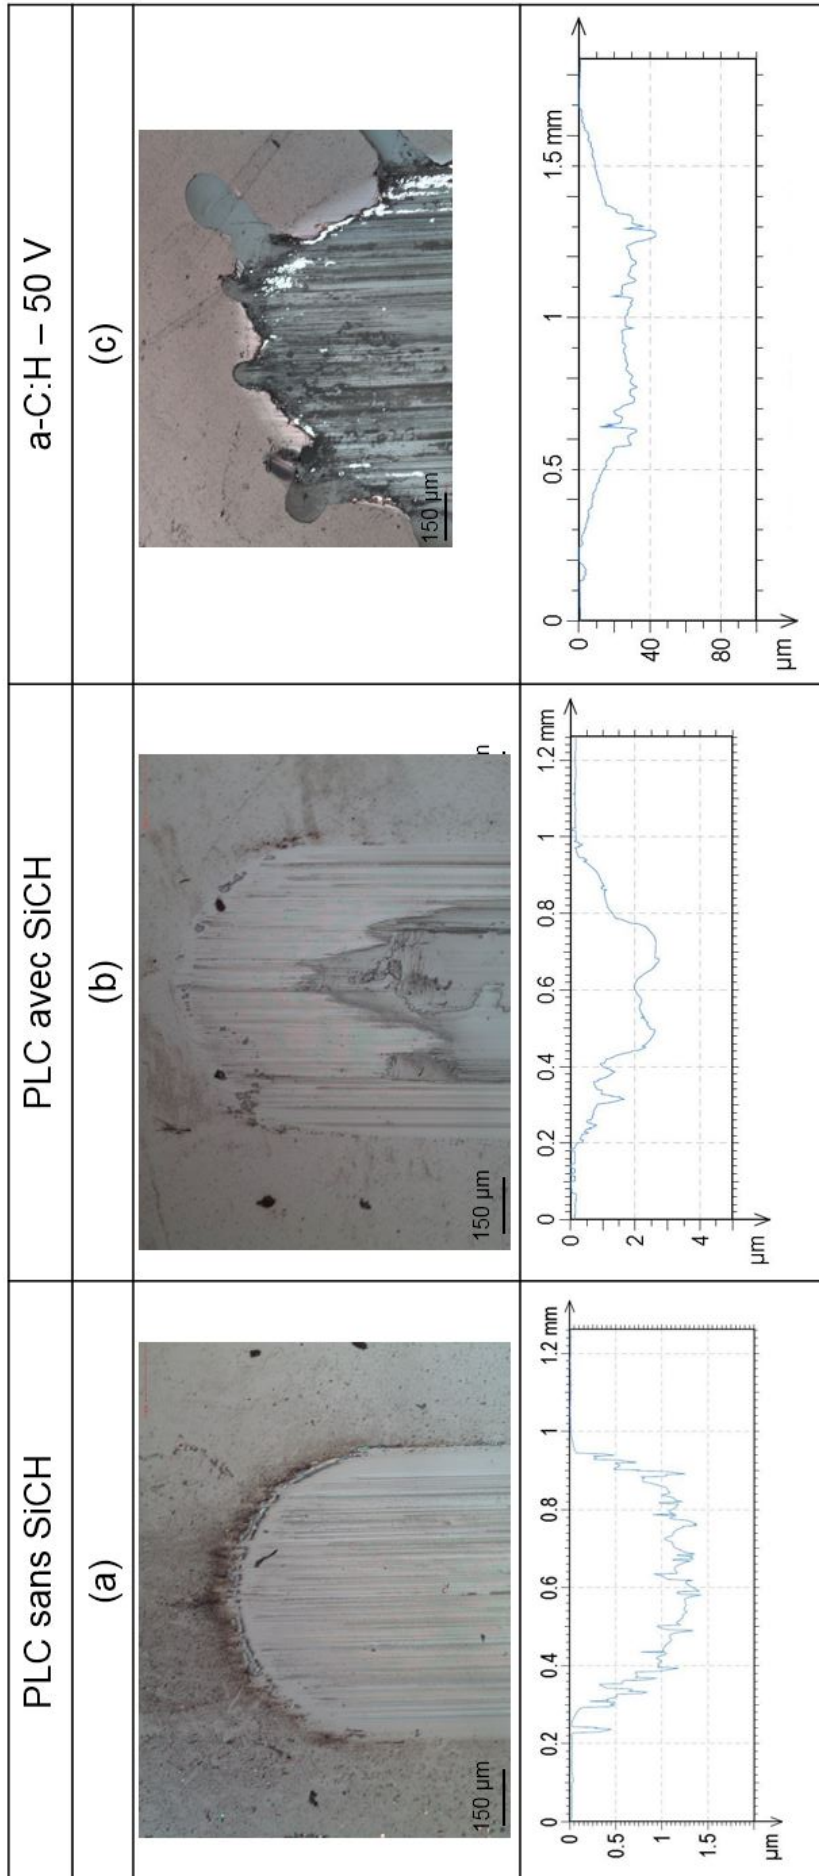 PLC sans SiCH
PLC avec SiCH
a-C:H – 50 V
(a)
(b)
(c)
150 µm
150 µm
150 µm
0 0.2 0.4 0.6 0.8 1 1.2 mm
0
0.5
1
1.5
µm
0 0.2 0.4 0.6 0.8 1 1.2 mm
0
2
4
µm
0 0.5 1 1.5 mm
0
40
80
µm